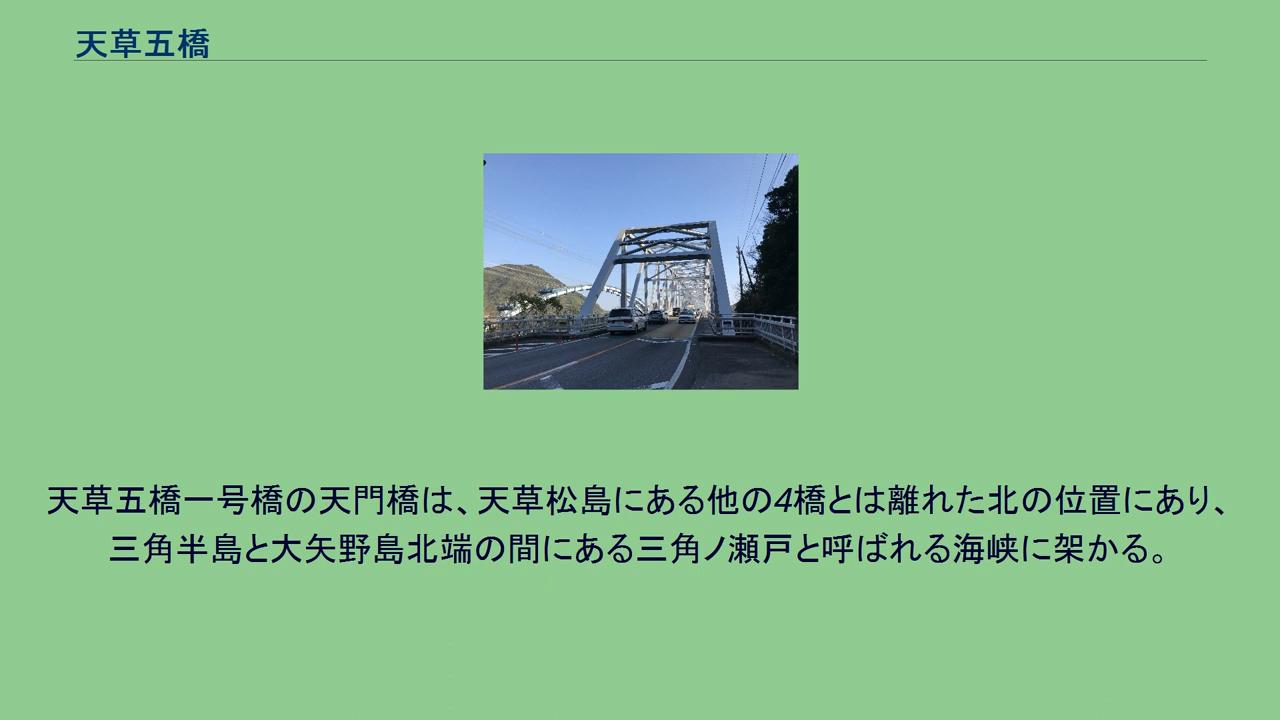 天草五橋
天草五橋一号橋の天門橋は、天草松島にある他の4橋とは離れた北の位置にあり、
三角半島と大矢野島北端の間にある三角ノ瀬戸と呼ばれる海峡に架かる。